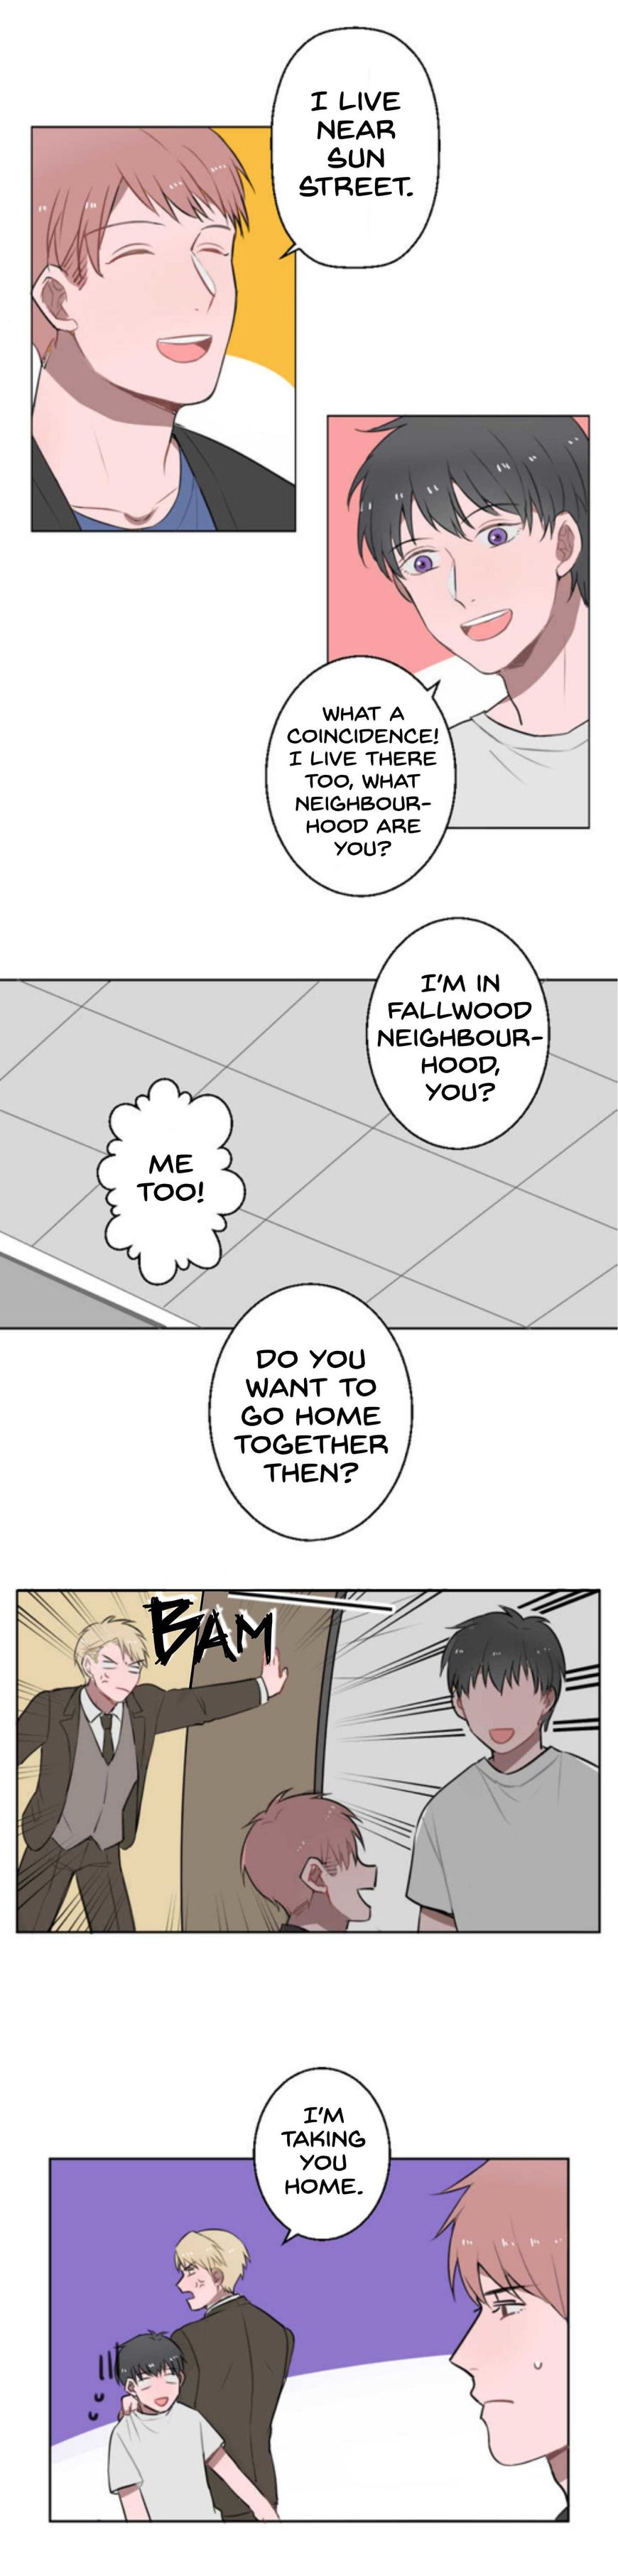 I LIVE
NEAR
SUN
STREET.
WHAT A
COINCIDENCE!
I LIVE THERE
TOO, WHAT
NEIGHBOUR-
HOOD ARE
YOU?
I'M IN
FALLWOOD
NEIGHBOUR-
HOOD,
YOU?
ME
TOO!
DO YOU
WANT TO
GO HOME
TOGETHER
THEN?
BAM
I'M
TAKING
YOU
HOME.